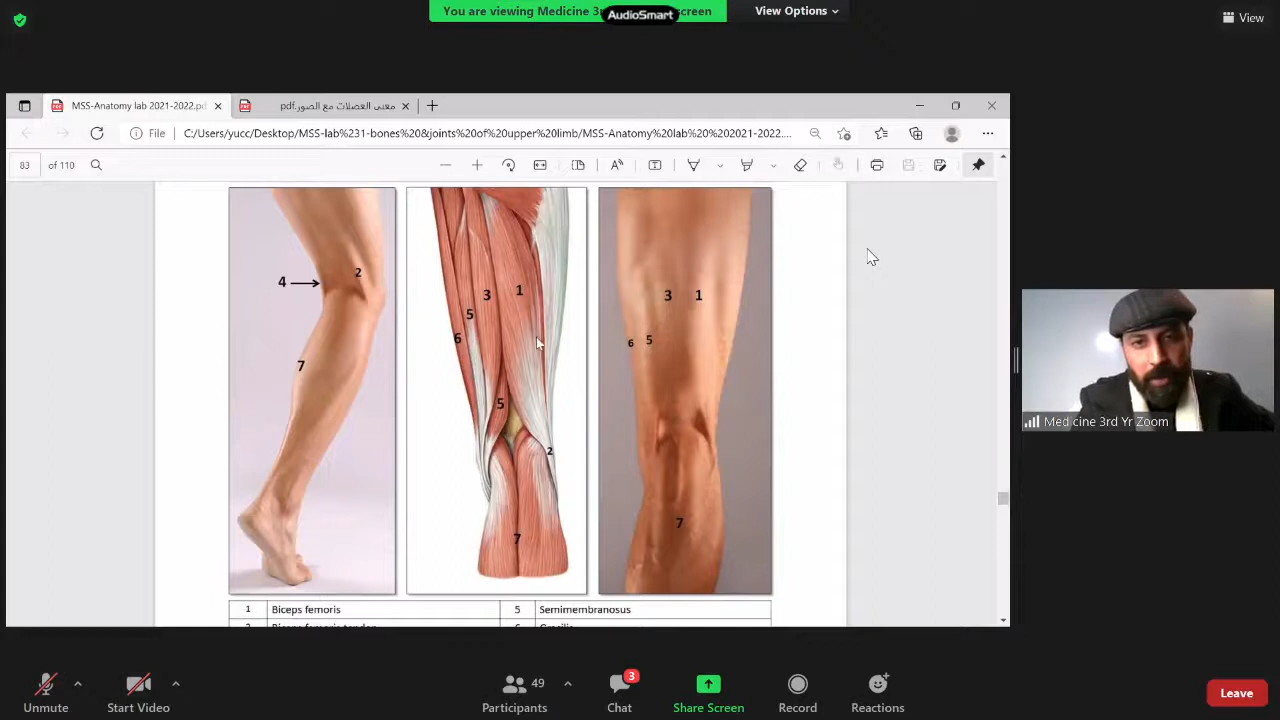 You are viewing Medicine 3r screen
AudioSmart
View Options
View
MSS-Anatomy lab 2021-2022.pd
معنى العضلات مع الصور.pdf
File
C:/Users/yucc/Desktop/MSS-lab%231-bones%20&joints%20of%20upper%20limb/MSS-Anatomy%20lab%20%202021-2022....
83
of 110
4
2
7
3
1
5
6
5
2
7
3
1
6
5
7
1
Biceps femoris
5
Semimembranosus
Medicine 3rd Yr Zoom
Unmute
Start Video
Participants
49
Chat
3
Share Screen
Record
Reactions
Leave